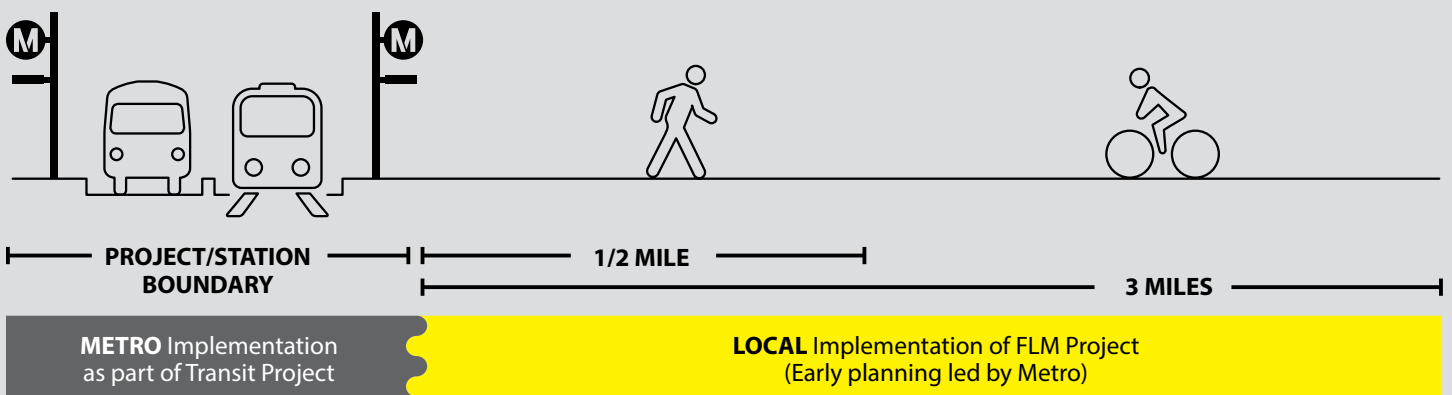 M
M
PROJECT/STATION
BOUNDARY
1/2 MILE
3 MILES
METRO Implementation
as part of Transit Project
LOCAL Implementation of FLM Project
(Early planning led by Metro)